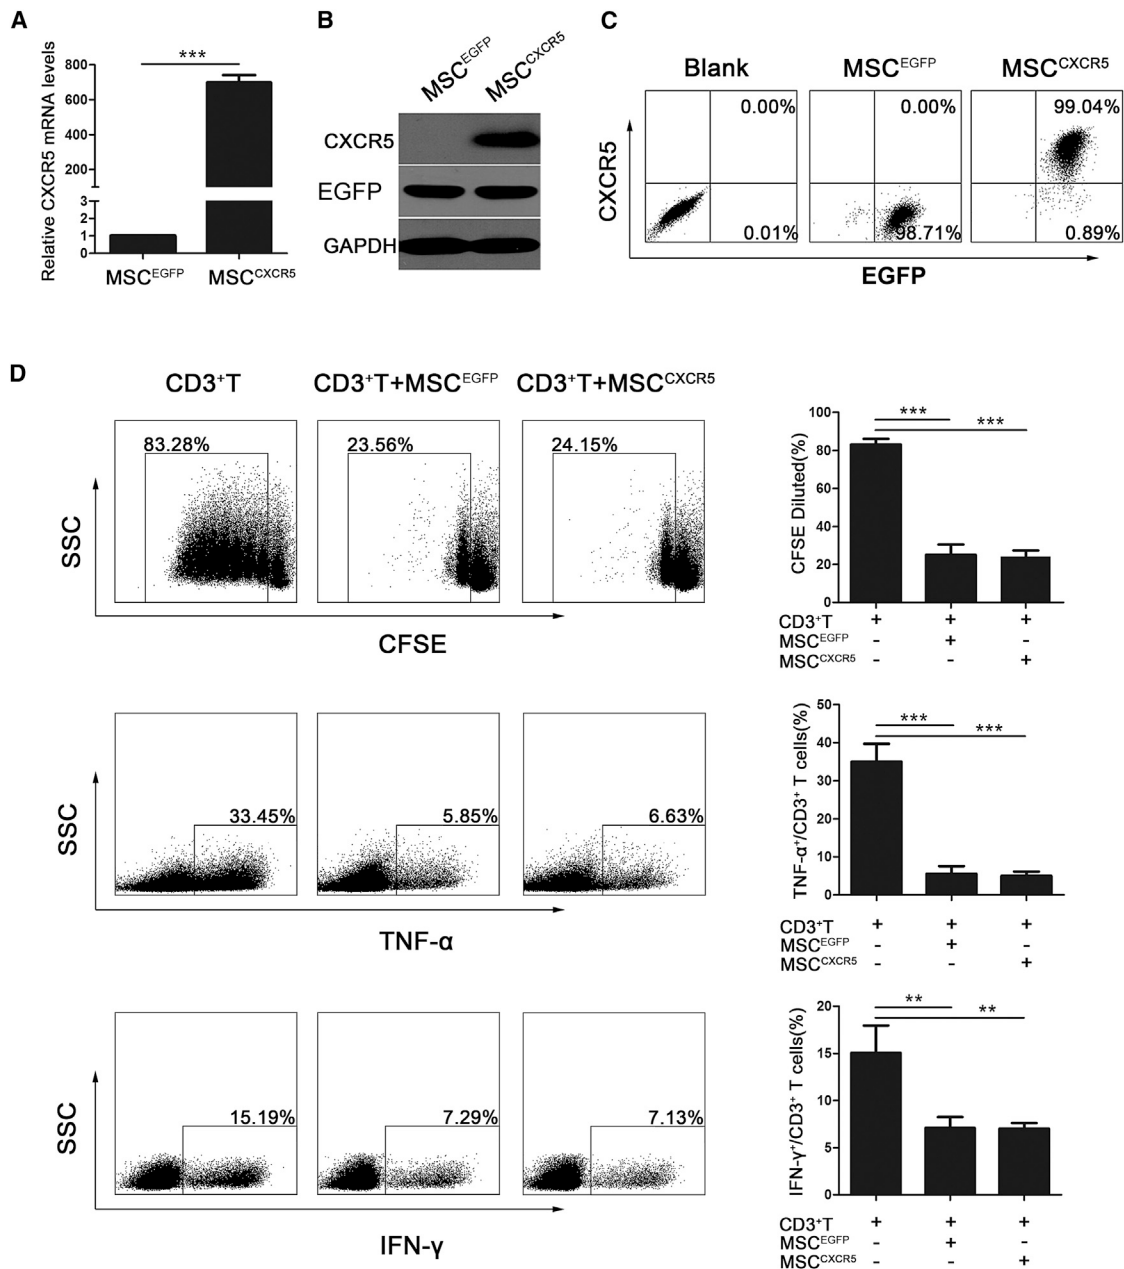 A
Relative CXCR5 mRNA levels
***
800
600
400
200
3
2
1
0
MSCEGFP
MSCCXCR5
B
MSCEGFP
MSCCXCR5
CXCR5
EGFP
GAPDH
C
Blank
MSCEGFP
MSCCXCR5
CXCR5
0.00%
0.01%
0.00%
98.71%
99.04%
0.89%
EGFP
D
CD3+T
CD3+T+MSCEGFP
CD3+T+MSCCXCR5
SSC
83.28%
23.56%
24.15%
CFSE
CFSE Diluted(%)
100
80
60
40
20
0
***
***
CD3+T + + +
MSCEGFP - + -
MSCCXCR5 - - +
SSC
33.45%
5.85%
6.63%
TNF-α
TNF-α+/CD3+ T cells(%)
50
40
30
20
10
0
***
***
CD3+T + + +
MSCEGFP - + -
MSCCXCR5 - - +
SSC
15.19%
7.29%
7.13%
IFN-γ
IFN-γ+/CD3+ T cells(%)
20
15
10
5
0
**
**
CD3+T + + +
MSCEGFP - + -
MSCCXCR5 - - +